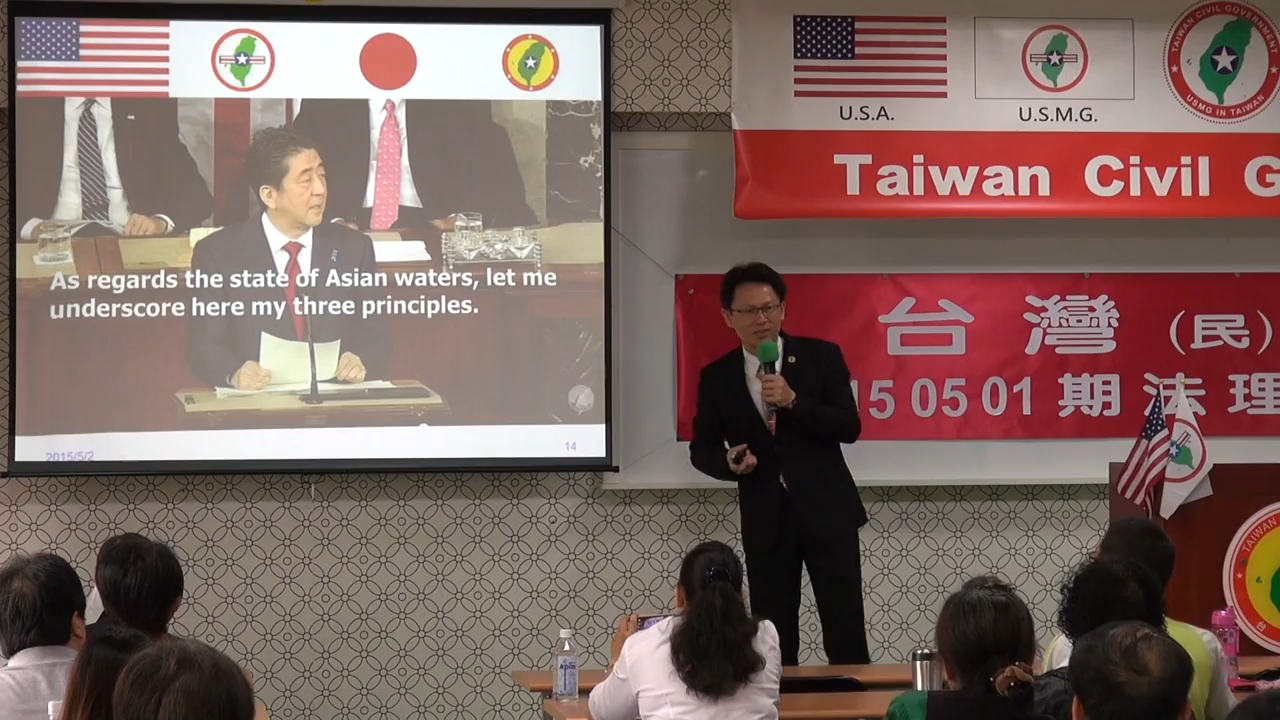 As regards the state of Asian waters, let me
underscore here my three principles.
2015/5/2
14
U.S.A.
U.S.M.G.
TAIWAN CIVIL GOVERNMENT
USMG IN TAIWAN
Taiwan Civil G
台 灣 (民)
15 05 01 期 法 理